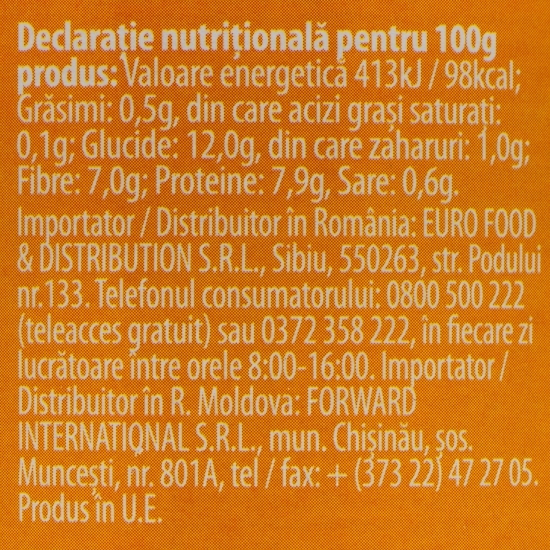 Declarație nutrițională pentru 100g
produs: Valoare energetică 413kJ / 98kcal;
Grăsimi: 0,5g, din care acizi grași saturați:
0,1g; Glucide: 12,0g, din care zaharuri: 1,0g;
Fibre: 7,0g; Proteine: 7,9g, Sare: 0,6g.
Importator / Distribuitor în România: EURO FOOD
& DISTRIBUTION S.R.L., Sibiu, 550263, str. Podului
nr.133. Telefonul consumatorului: 0800 500 222
(teleacces gratuit) sau 0372 358 222, în fiecare zi
lucrătoare între orele 8:00-16:00. Importator /
Distribuitor în R. Moldova: FORWARD
INTERNAȚIONAL S.R.L., mun. Chișinău, șos.
Muncești, nr. 801A, tel / fax: + (373 22) 47 27 05.
Produs în U.E.